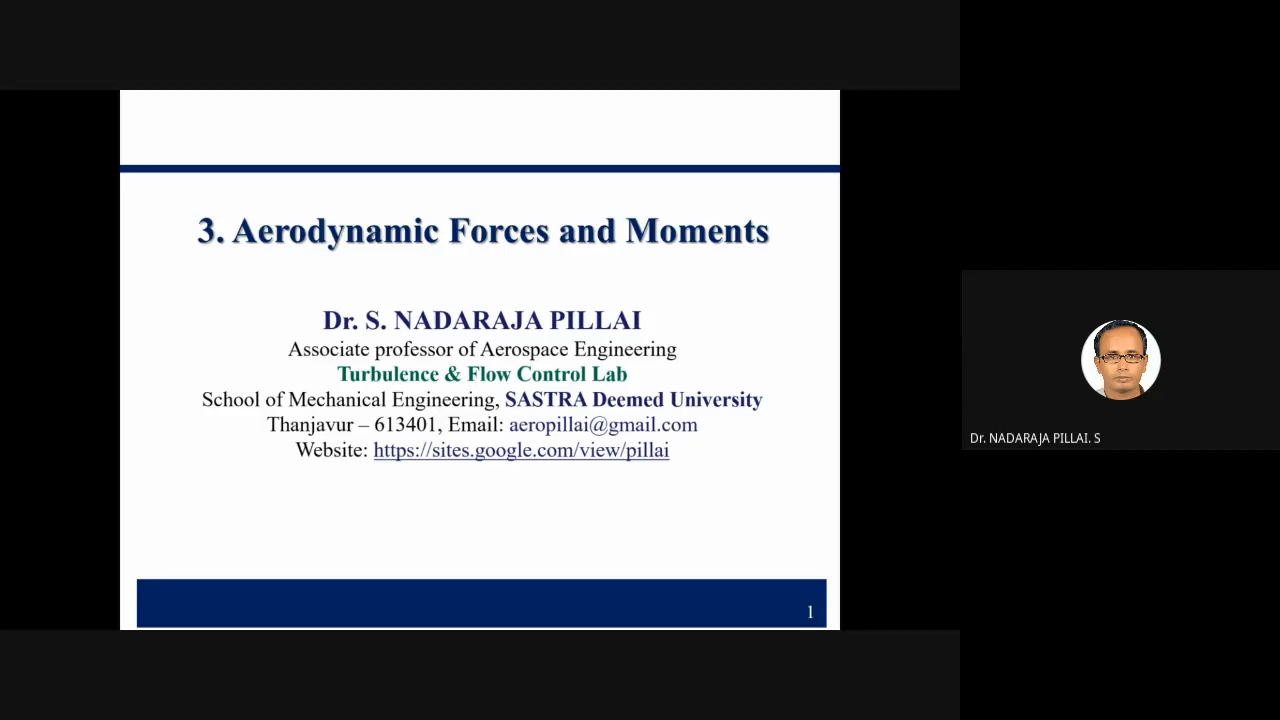 3. Aerodynamic Forces and Moments
Dr. S. NADARAJA PILLAI
Associate professor of Aerospace Engineering
Turbulence & Flow Control Lab
School of Mechanical Engineering, SASTRA Deemed University
Thanjavur – 613401, Email: aeropillai@gmail.com
Website: https://sites.google.com/view/pillai
1
Dr. NADARAJA PILLAI. S